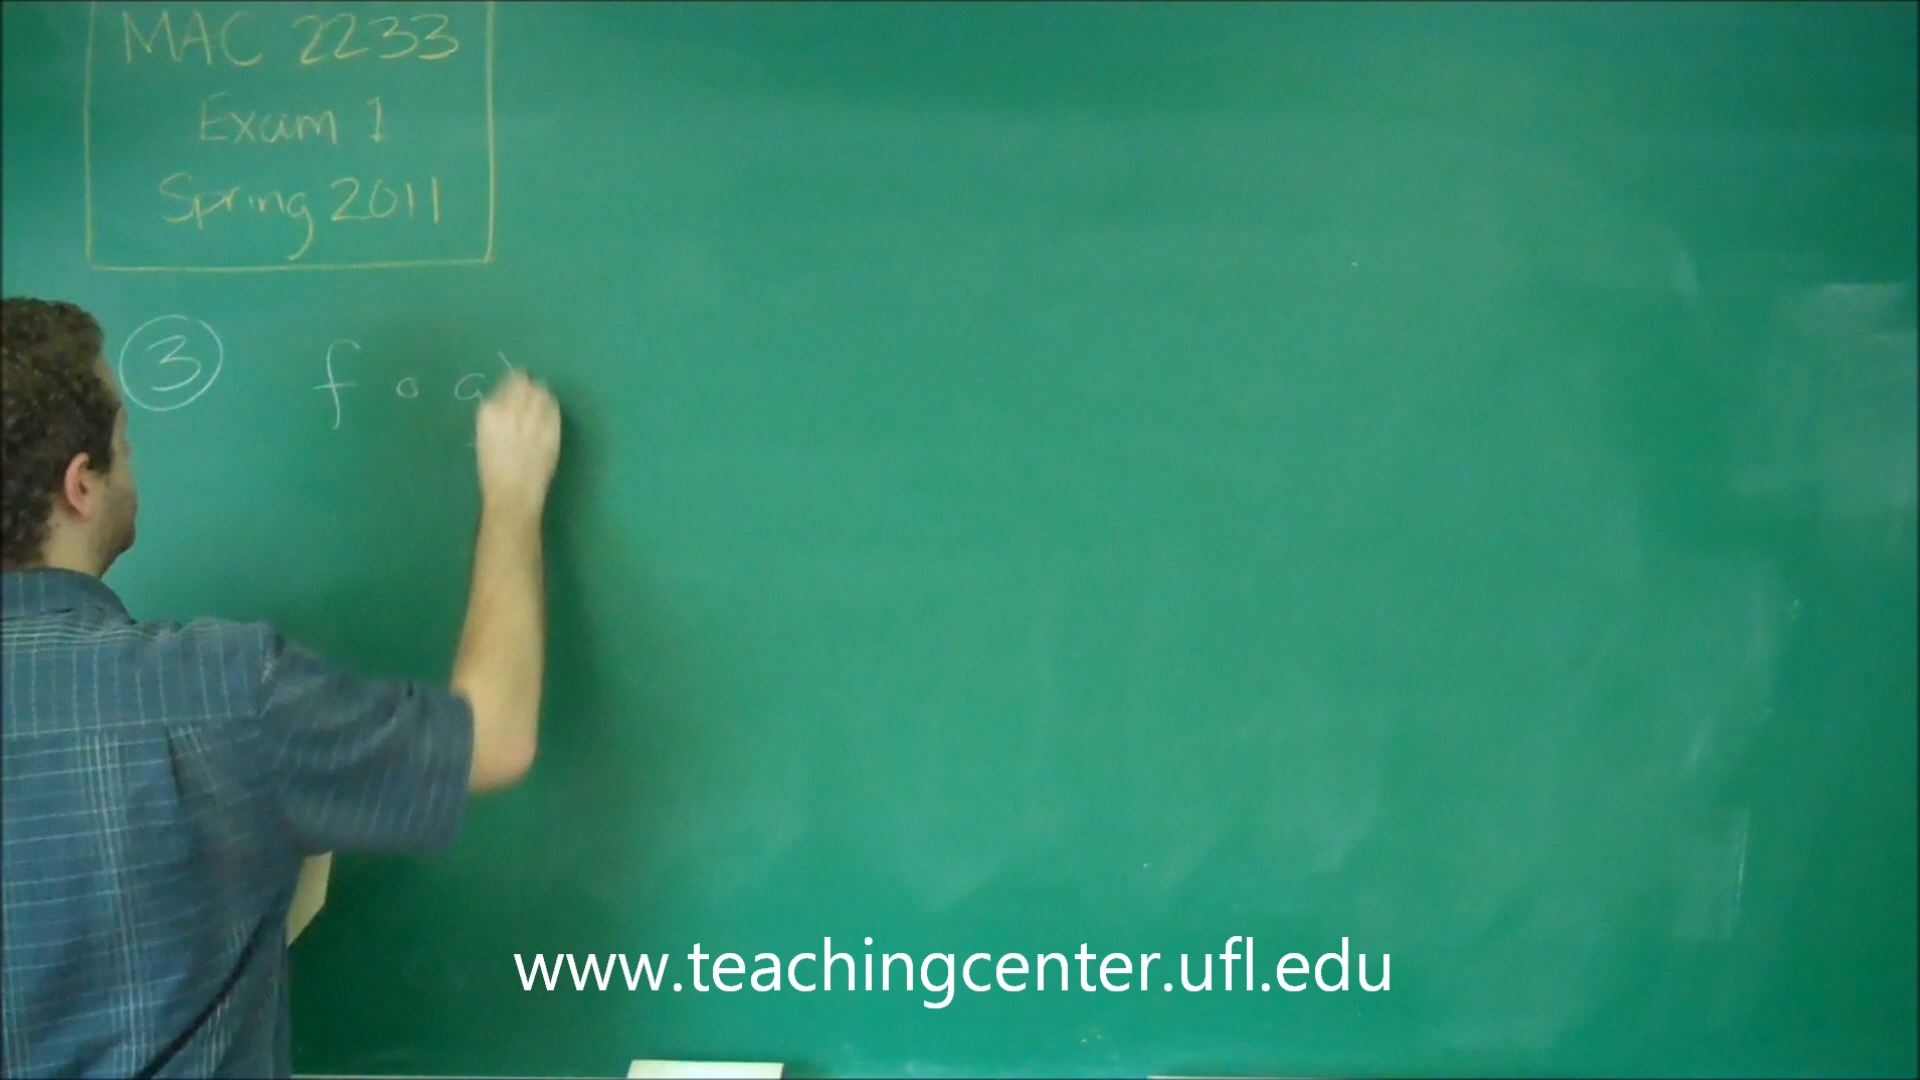 MAC 2233
Exam 1
Spring 2011
3 f o g
www.teachingcenter.ufl.edu